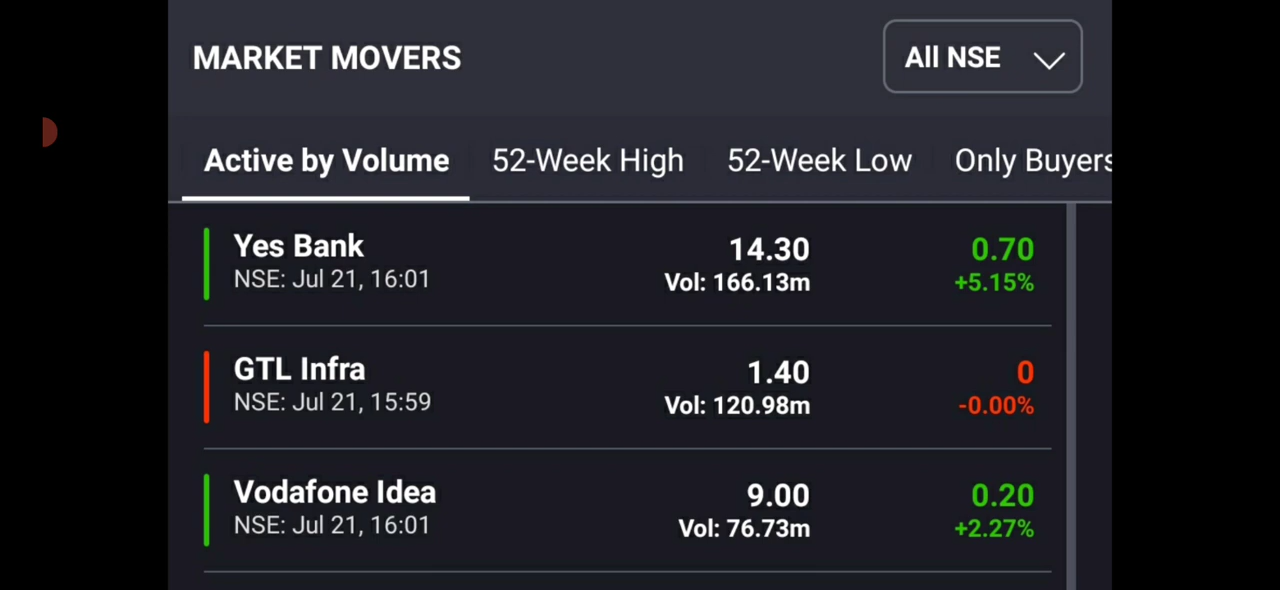 MARKET MOVERS
All NSE
Active by Volume 52-Week High 52-Week Low Only Buyers
Yes Bank 14.30 0.70
NSE: Jul 21, 16:01 Vol: 166.13m +5.15%
GTL Infra 1.40 0
NSE: Jul 21, 15:59 Vol: 120.98m -0.00%
Vodafone Idea 9.00 0.20
NSE: Jul 21, 16:01 Vol: 76.73m +2.27%